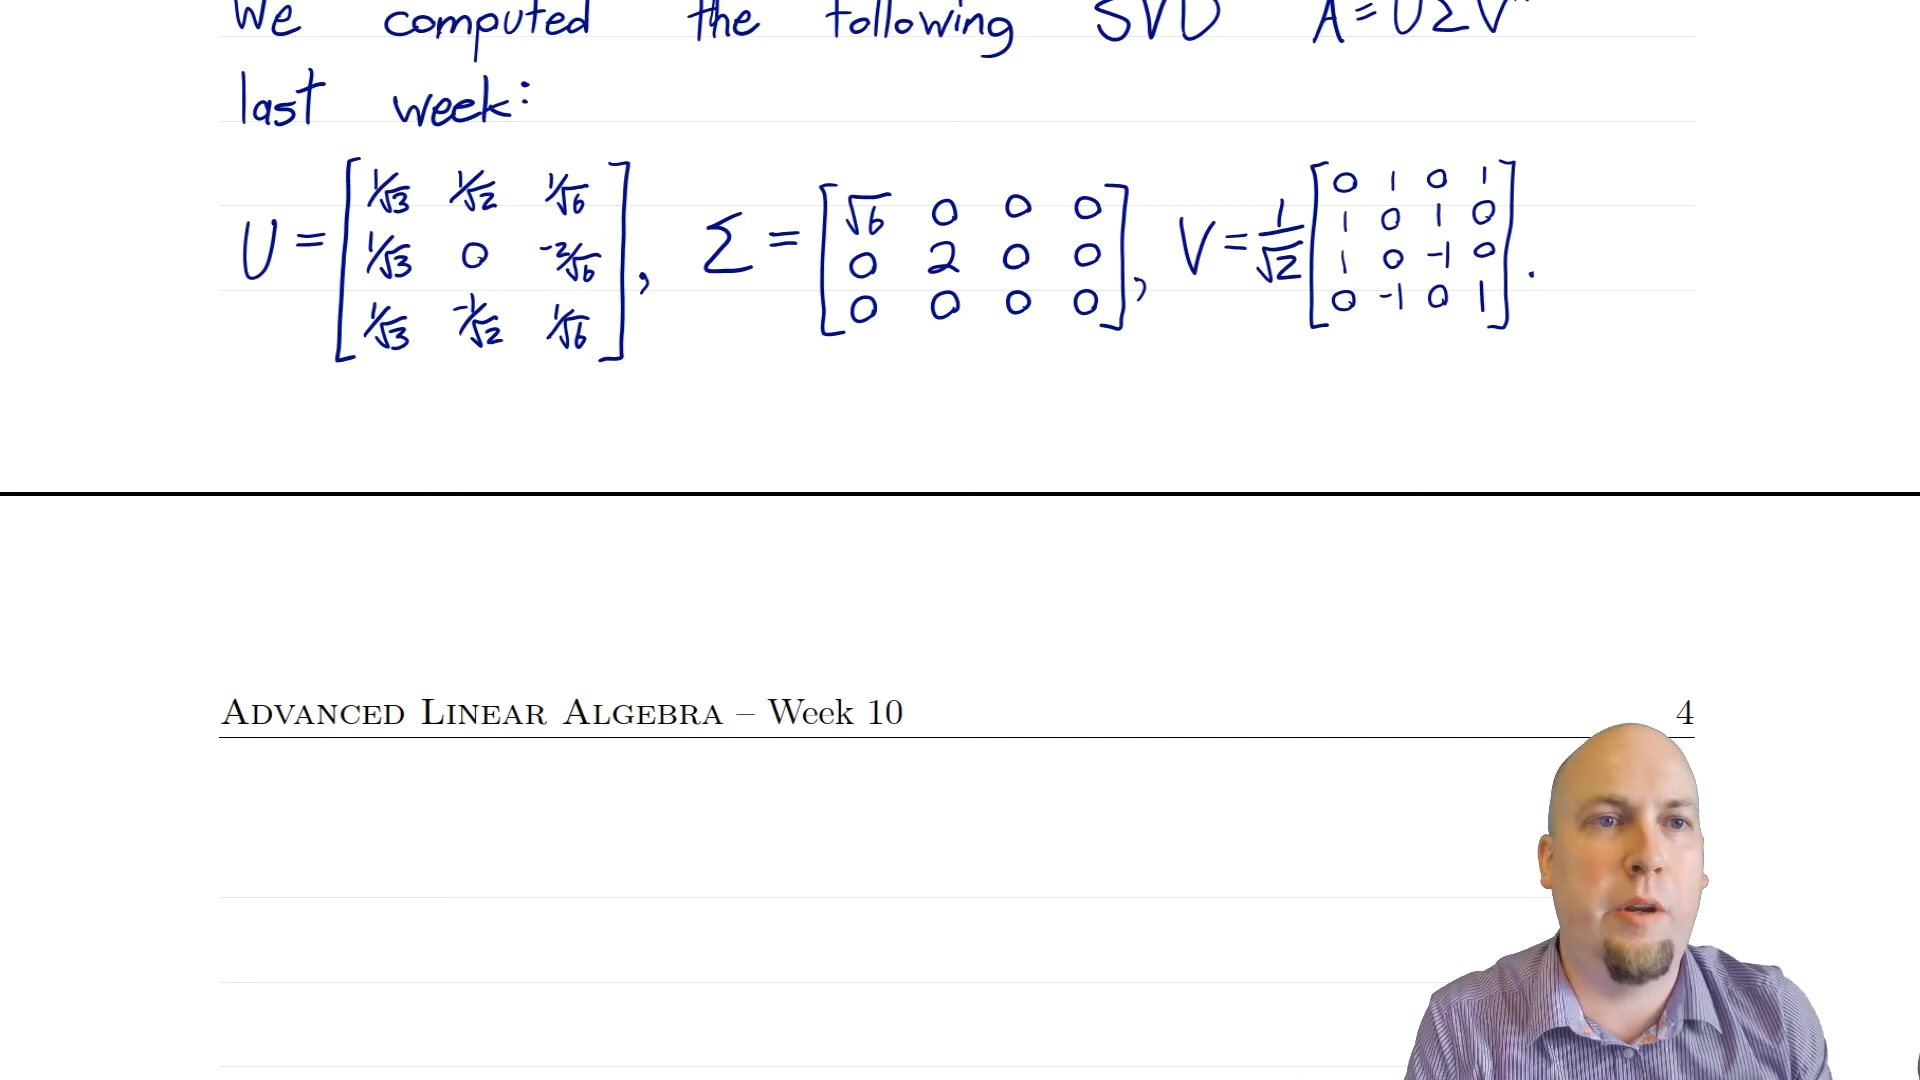 We computed the following SVD A = UΣV*
last week:
U = [1/√3 1/√2 1/√6
1/√3 0 -2/√6
1/√3 -1/√2 1/√6], Σ = [√6 0 0 0
0 2 0 0
0 0 0 0], V = 1/√2 [0 1 0 1
1 0 1 0
1 0 -1 0
0 -1 0 1].
ADVANCED LINEAR ALGEBRA – Week 10 4